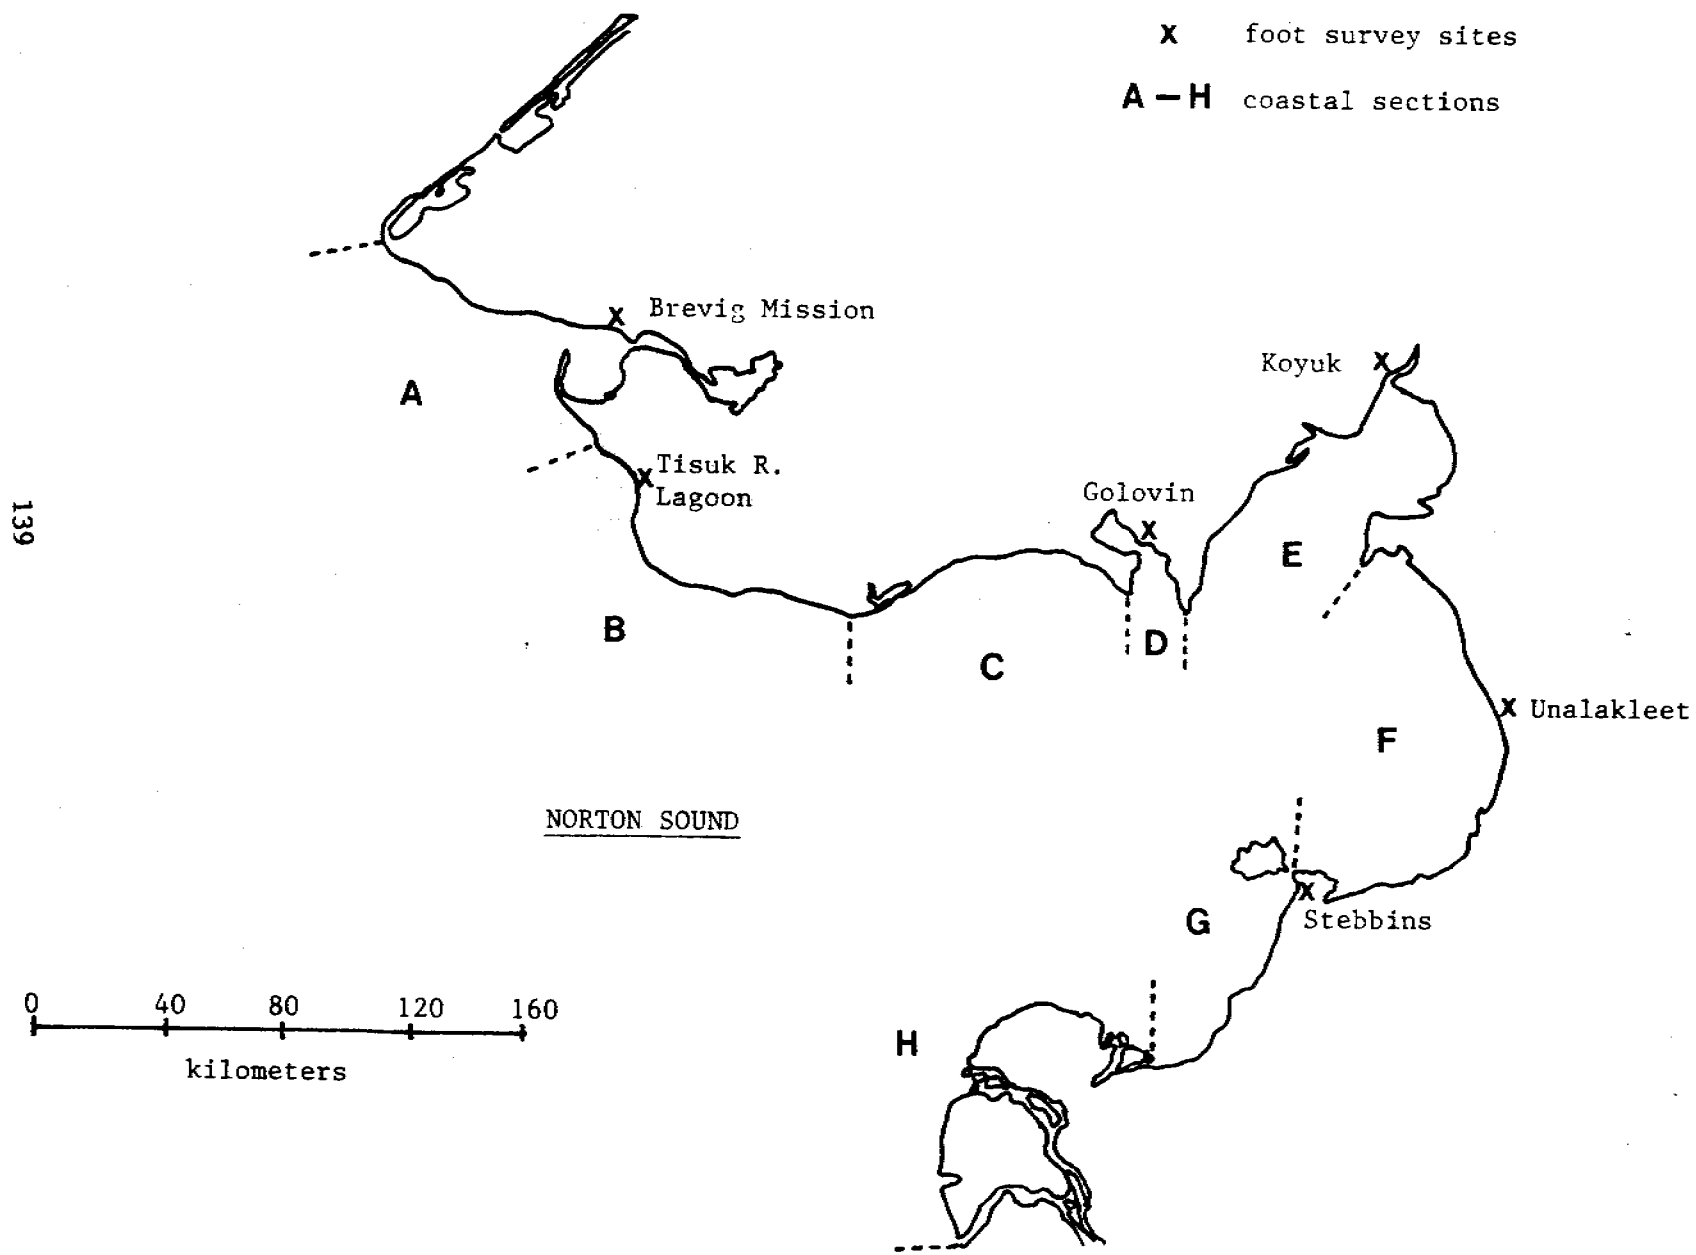 X foot survey sites
A – H coastal sections
Brevig Mission
X
Koyuk X
A
X Tisuk R.
Lagoon
Golovin
X
E
B
D
C
X Unalakleet
F
NORTON SOUND
X
G
Stebbins
0 40 80 120 160
kilometers
H
139